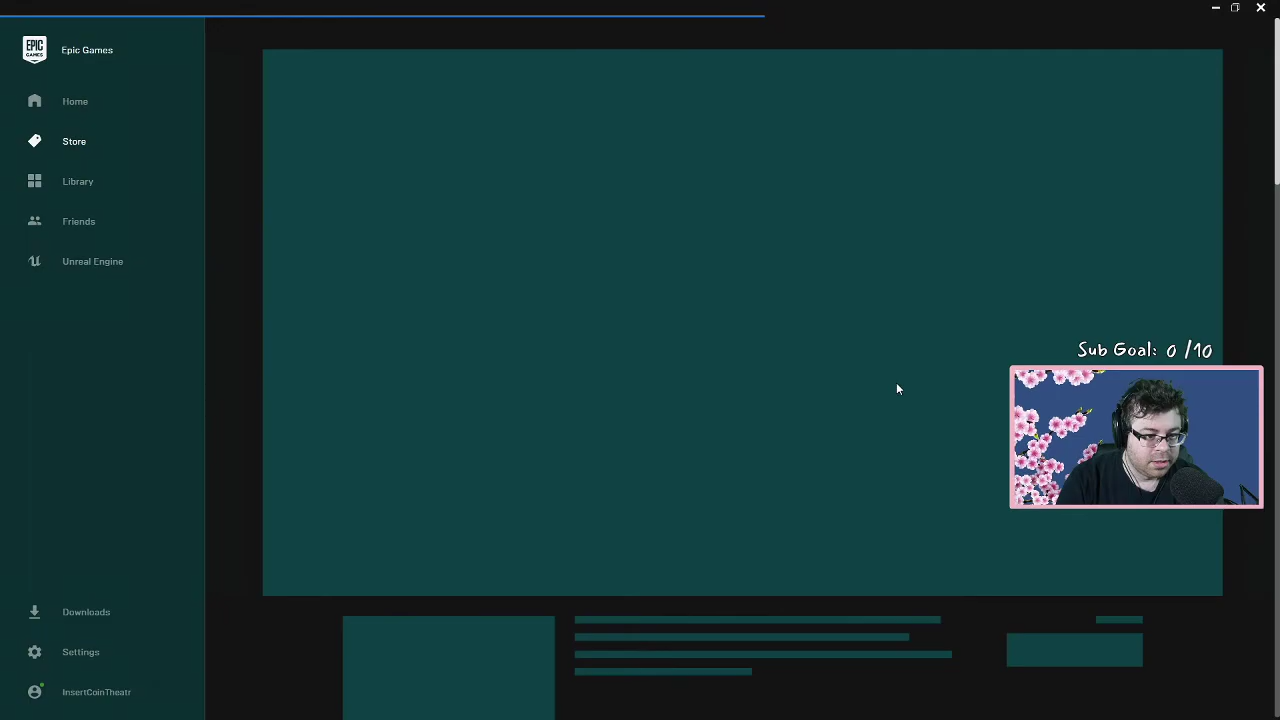 EPIC GAMES
Epic Games
Home
Store
Library
Friends
Unreal Engine
Sub Goal: 0 /10
Downloads
Settings
InsertCoinTheatr